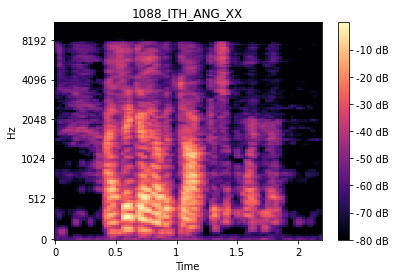 1088_ITH_ANG_XX
8192
4096
2048
1024
512
0
Hz
0
0.5
1
1.5
2
Time
-10 dB
-20 dB
-30 dB
-40 dB
-50 dB
-60 dB
-70 dB
-80 dB